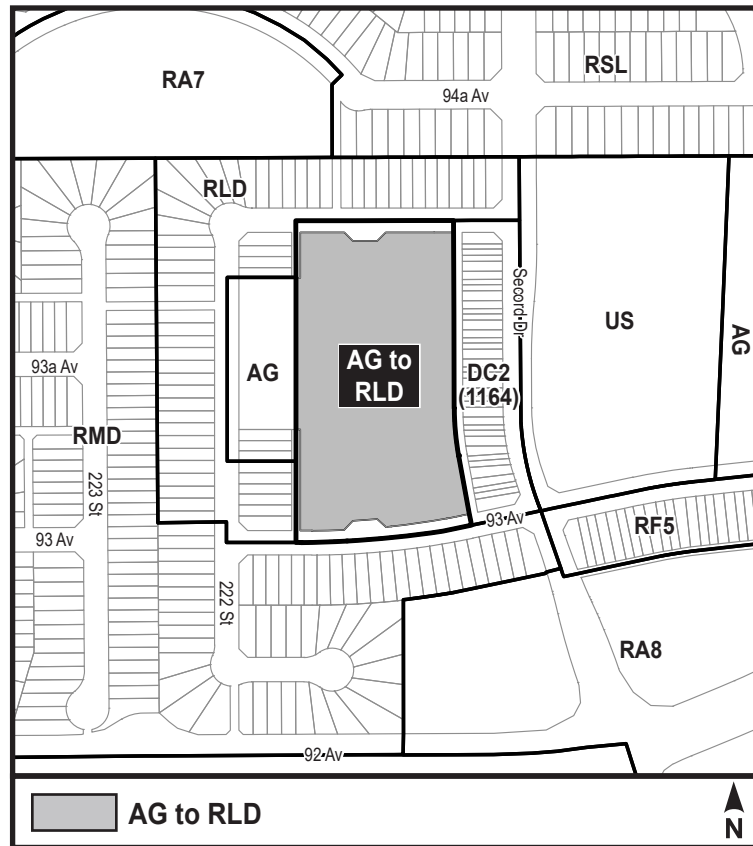 RA7
RSL
94a Av
RLD
Secord Dr
US
AG
AG
AG to
RLD
DC2
(1164)
93a Av
RMD
223 St
93 Av
93 Av
RF5
222 St
RA8
92 Av
AG to RLD
N